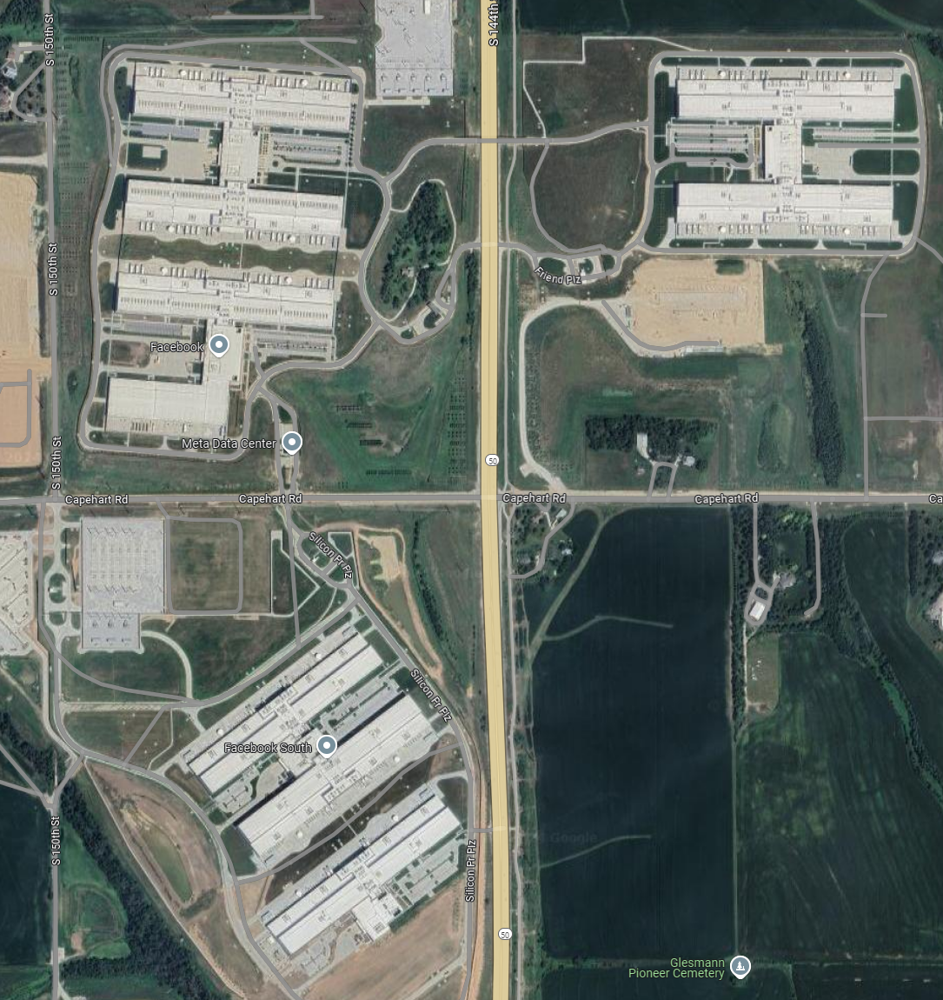 S 150th St
S 144th
S 150th St
Friend Plz
Facebook
Meta Data Center
S 150th St
50
Capehart Rd
Capehart Rd
Capehart Rd
Capehart Rd
Ca
Silicon Pr Plz
Silicon Pr Plz
Facebook South
S 150th St
Google
Silicon Pr Plz
50
Glesmann
Pioneer Cemetery